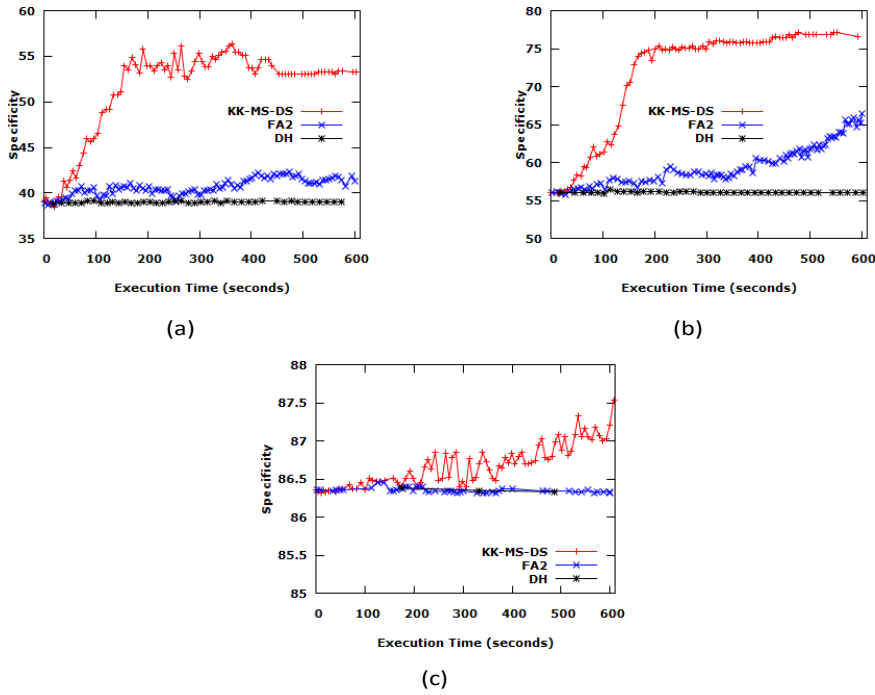 60
55
50
45
40
35
Specificity
KK-MS-DS
FA2
DH
0 100 200 300 400 500 600
Execution Time (seconds)
(a)
80
75
70
65
60
55
50
Specificity
KK-MS-DS
FA2
DH
0 100 200 300 400 500 600
Execution Time (seconds)
(b)
88
87.5
87
86.5
86
85.5
85
Specificity
KK-MS-DS
FA2
DH
0 100 200 300 400 500 600
Execution Time (seconds)
(c)